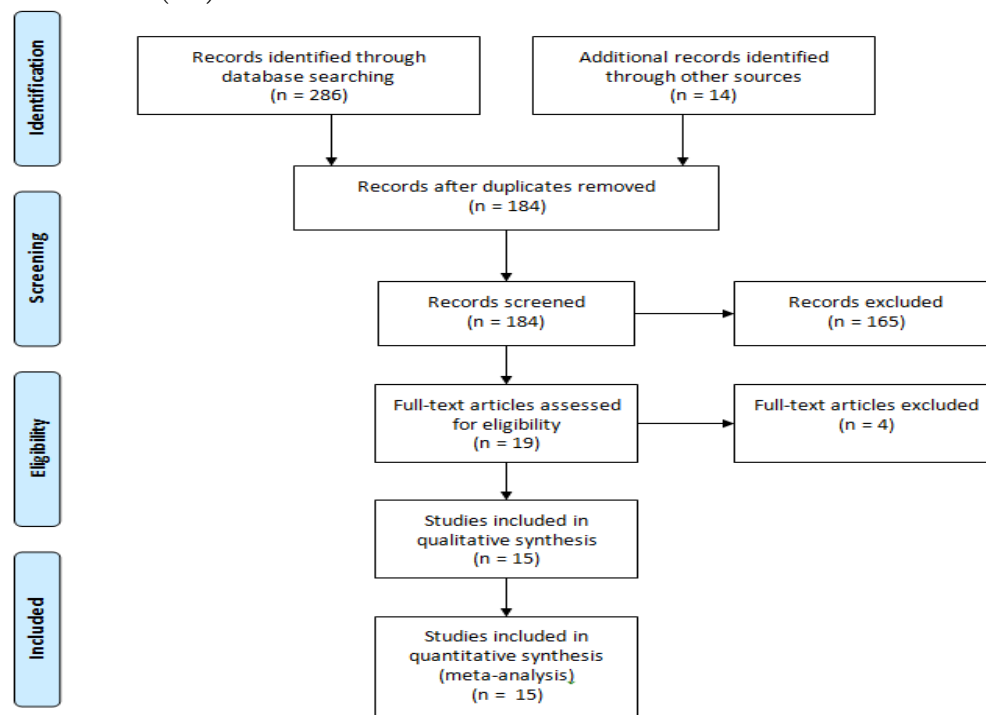 Identification
Records identified through
database searching
(n = 286)
Additional records identified
through other sources
(n = 14)
Records after duplicates removed
(n = 184)
Screening
Records screened
(n = 184)
Records excluded
(n = 165)
Eligibility
Full-text articles assessed
for eligibility
(n = 19)
Full-text articles excluded
(n = 4)
Studies included in
qualitative synthesis
(n = 15)
Included
Studies included in
quantitative synthesis
(meta-analysis)
(n = 15)